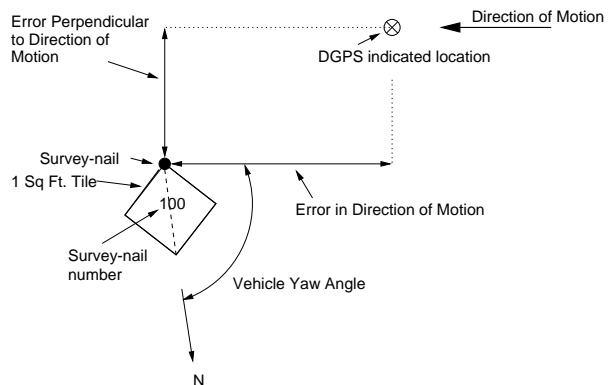 Error Perpendicular
to Direction of
Motion
Direction of Motion
DGPS indicated location
Survey-nail
1 Sq Ft. Tile
100
Error in Direction of Motion
Survey-nail
number
Vehicle Yaw Angle
N